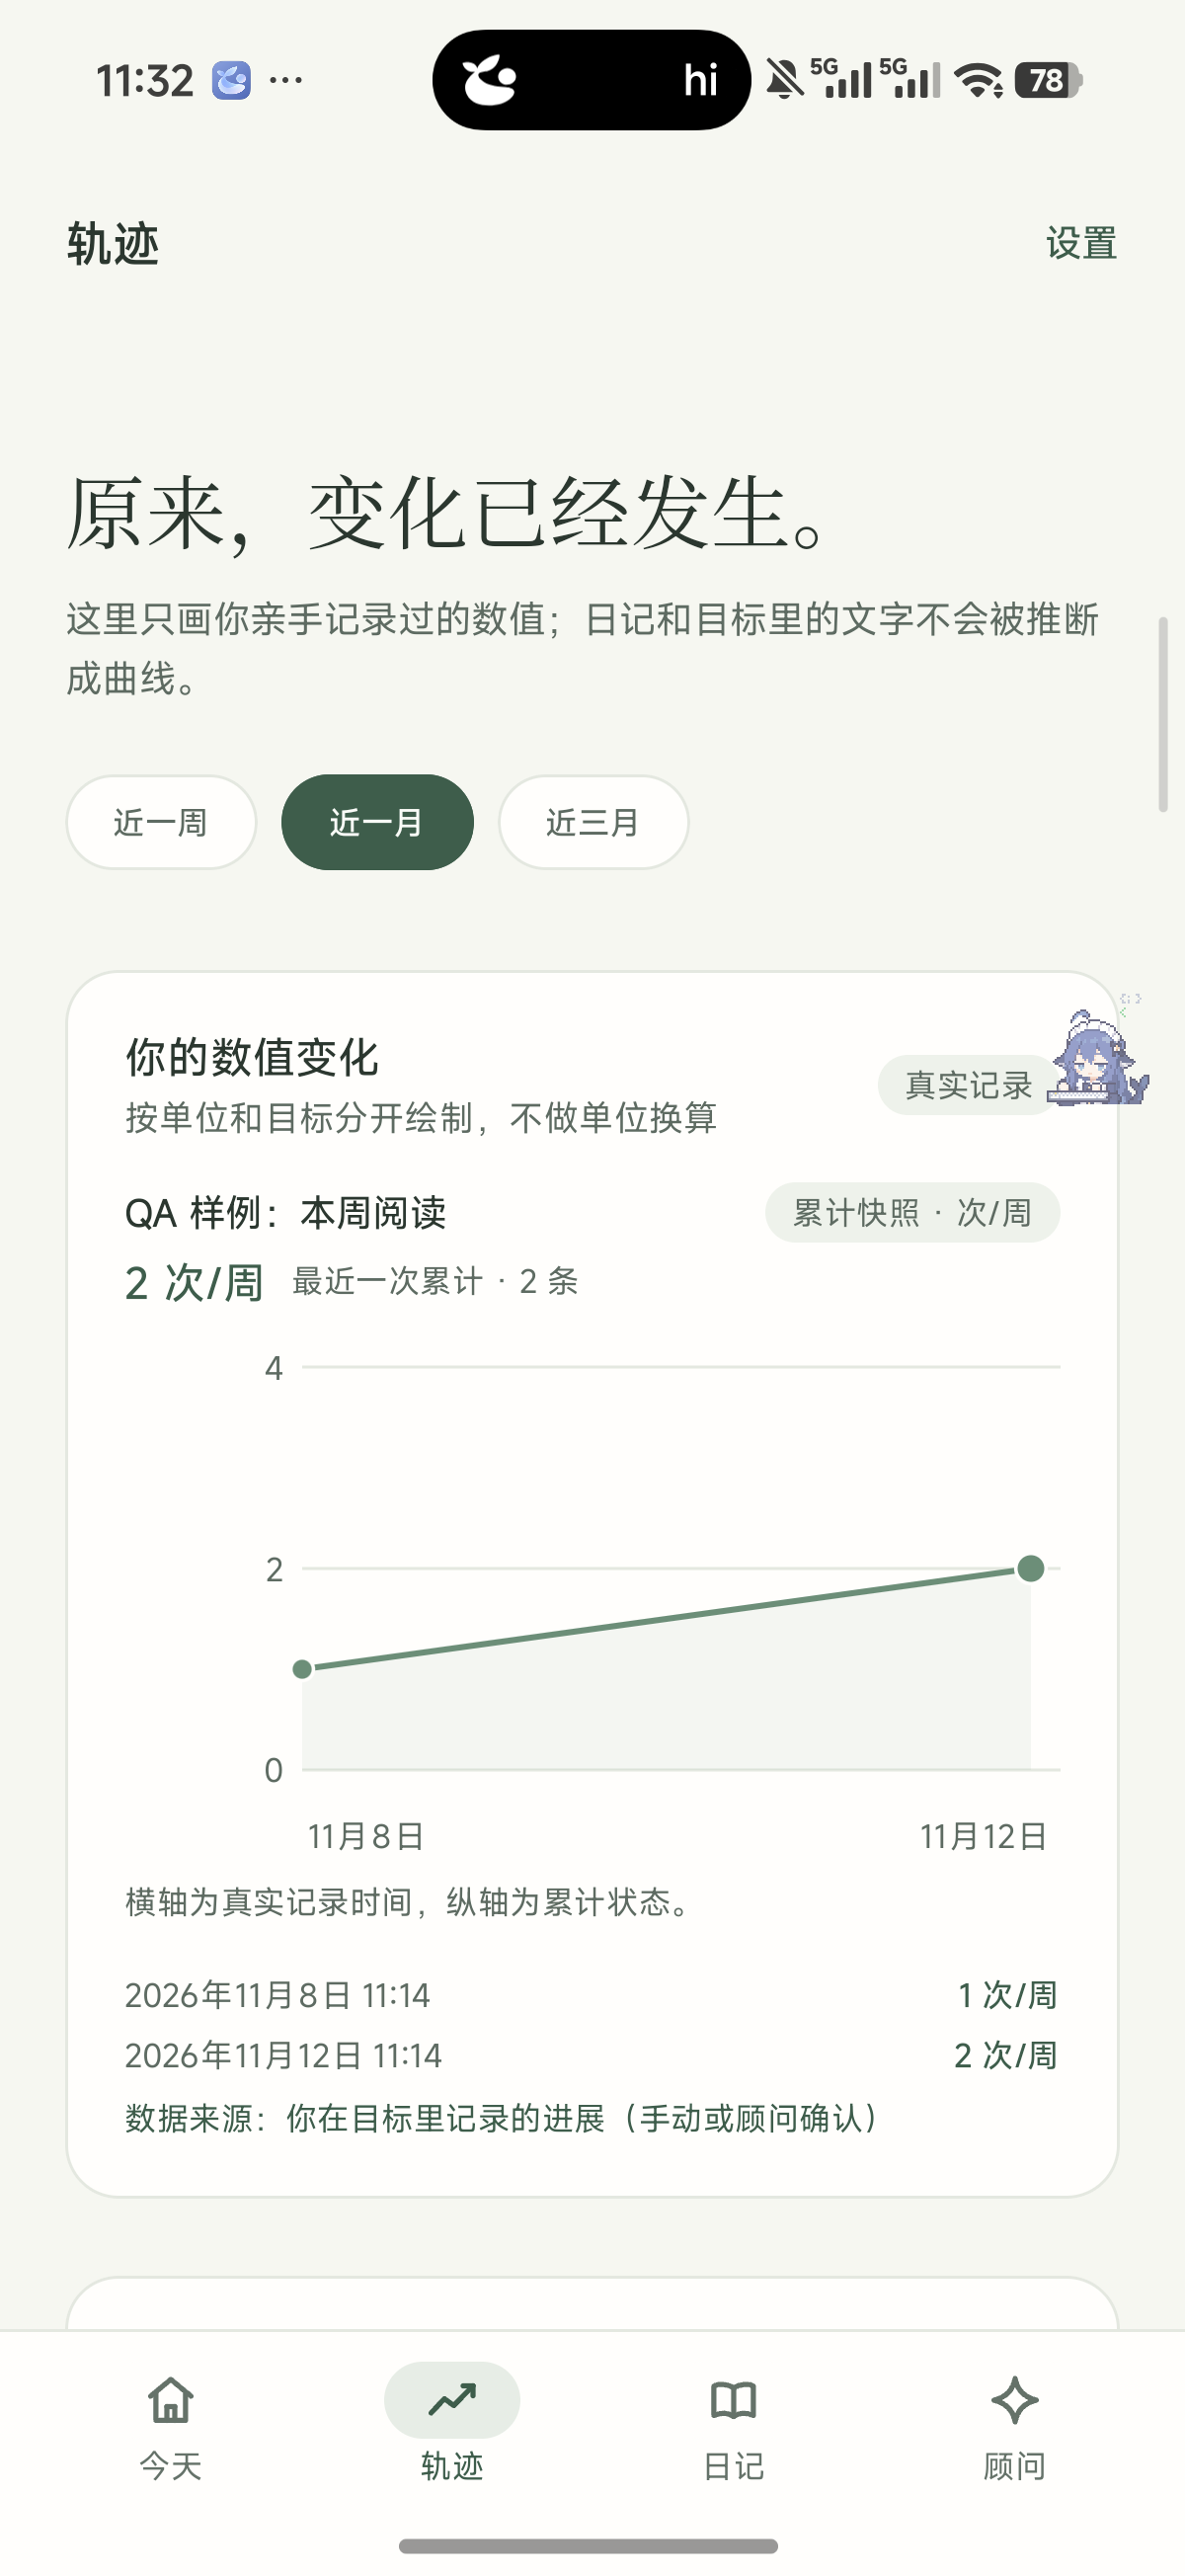 11:32 ···
hi
5G 5G 78
轨迹
设置
原来，变化已经发生。
这里只画你亲手记录过的数值；日记和目标里的文字不会被推断
成曲线。
近一周
近一月
近三月
你的数值变化
真实记录
按单位和目标分开绘制，不做单位换算
QA 样例：本周阅读
累计快照 · 次/周
2 次/周 最近一次累计 · 2 条
4
2
0
11月8日
11月12日
横轴为真实记录时间，纵轴为累计状态。
2026年11月8日 11:14 1 次/周
2026年11月12日 11:14 2 次/周
数据来源：你在目标里记录的进展（手动或顾问确认）
今天
轨迹
日记
顾问